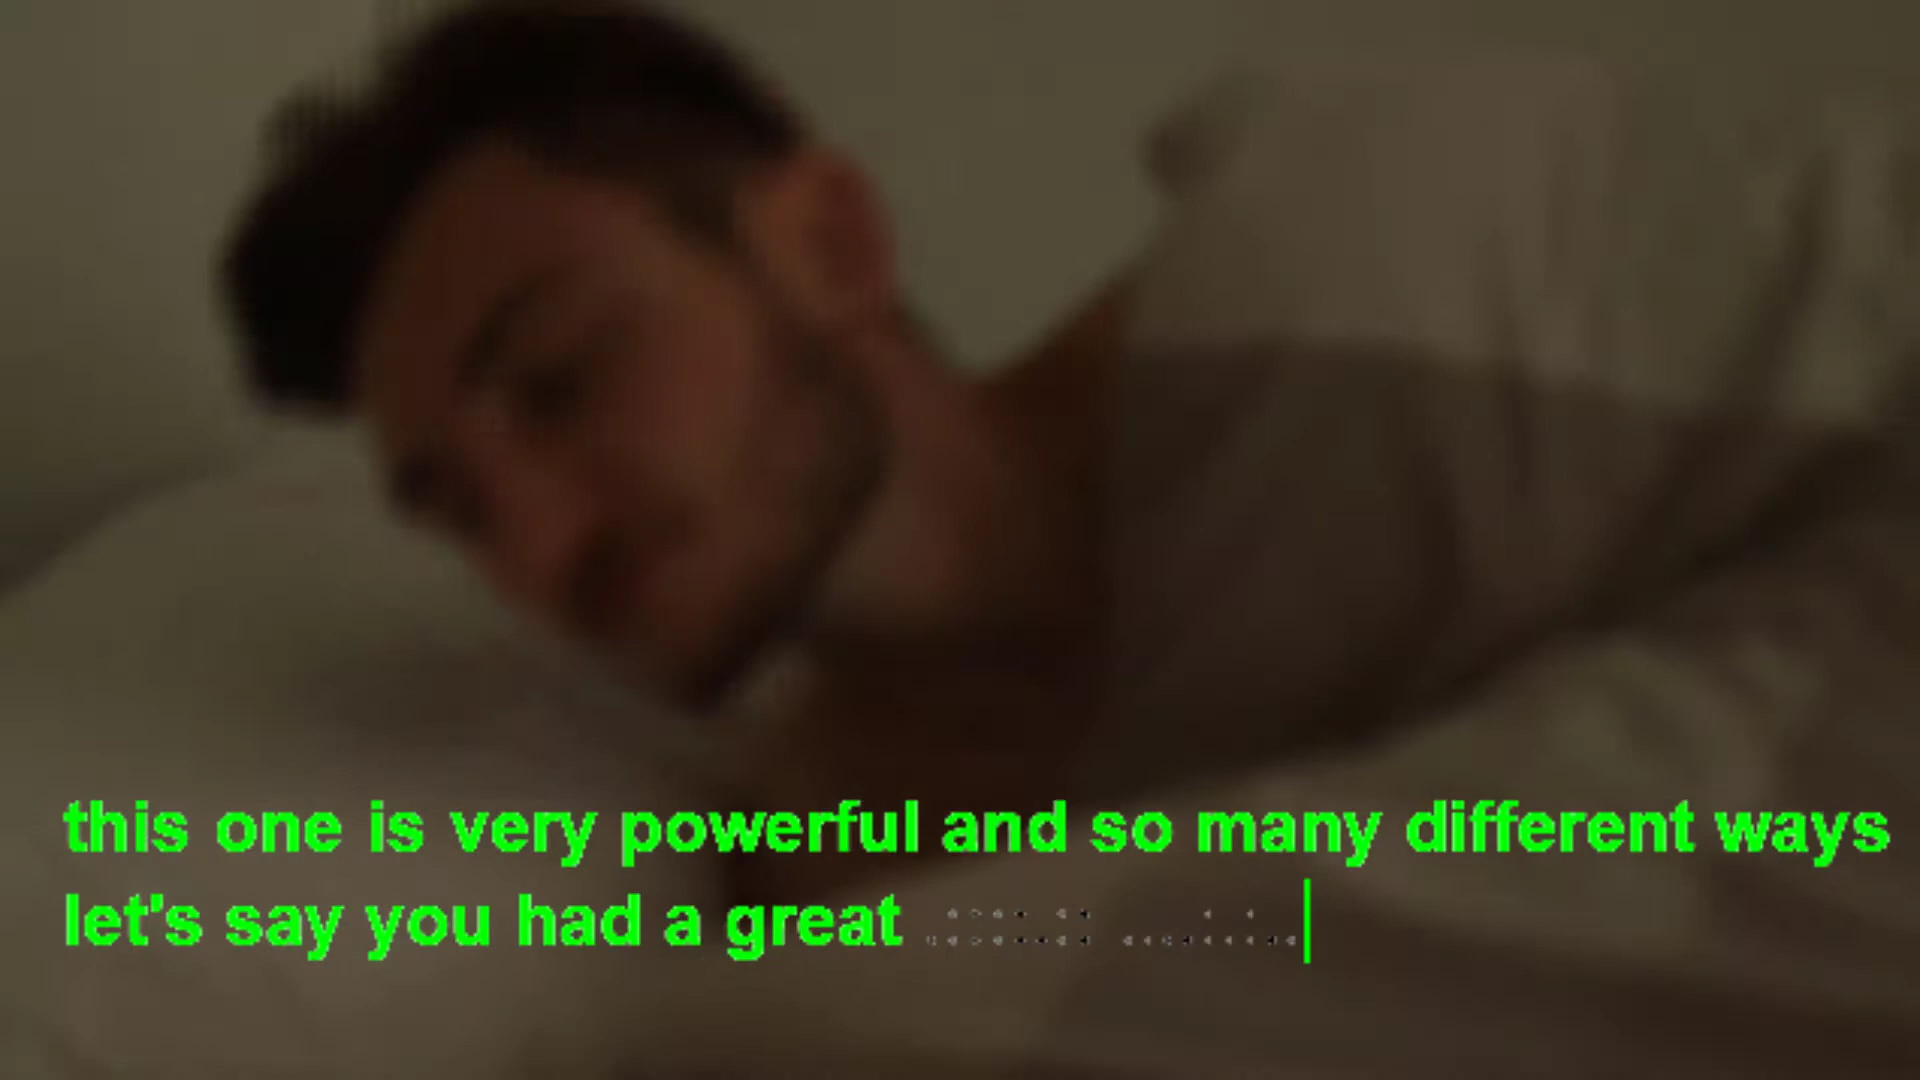 this one is very powerful and so many different ways
let's say you had a great